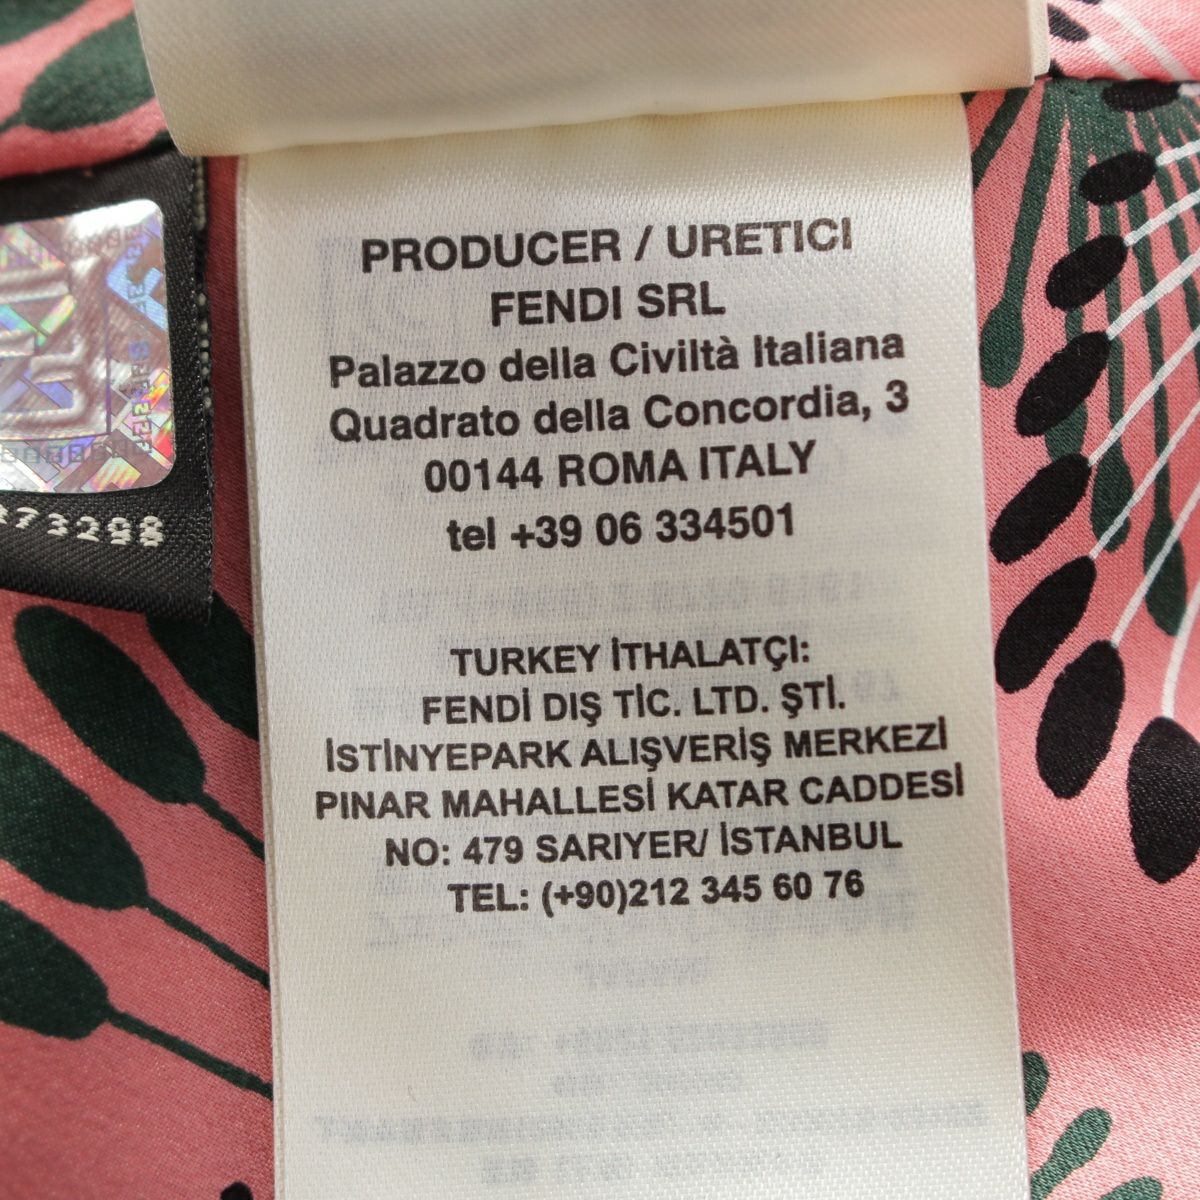 PRODUCER / URETICI
FENDI SRL
Palazzo della Civiltà Italiana
Quadrato della Concordia, 3
00144 ROMA ITALY
tel +39 06 334501
TURKEY İTHALATÇI:
FENDİ DIŞ TİC. LTD. ŞTİ.
İSTİNYEPARK ALIŞVERİŞ MERKEZİ
PINAR MAHALLESİ KATAR CADDESİ
NO: 479 SARIYER/ İSTANBUL
TEL: (+90)212 345 60 76
73298